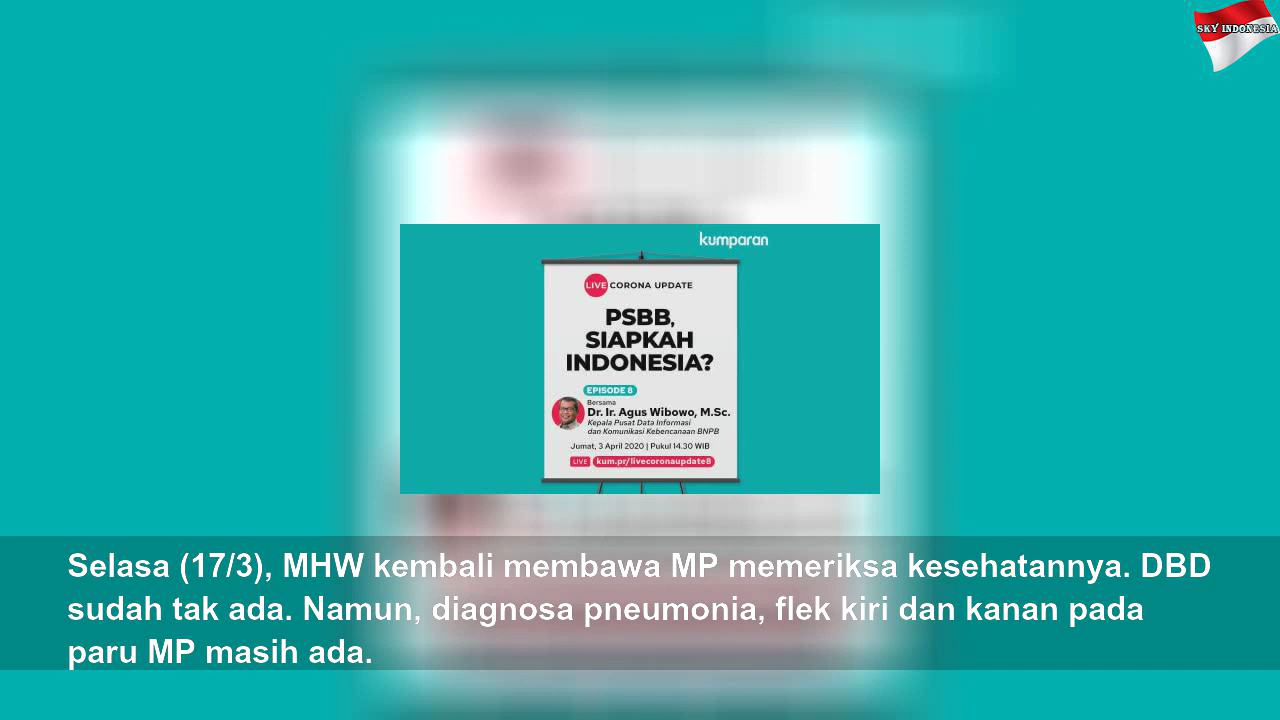 SKY INDONESIA
kumparan
LIVE CORONA UPDATE
PSBB,
SIAPKAH
INDONESIA?
EPISODE 8
Bersama
Dr. Ir. Agus Wibowo, M.Sc.
Kepala Pusat Data Informasi
dan Komunikasi Kebencanaan BNPB
Jumat, 3 April 2020 | Pukul 14.30 WIB
LIVE kum.pr/livecoronaupdate8
Selasa (17/3), MHW kembali membawa MP memeriksa kesehatannya. DBD
sudah tak ada. Namun, diagnosa pneumonia, flek kiri dan kanan pada
paru MP masih ada.